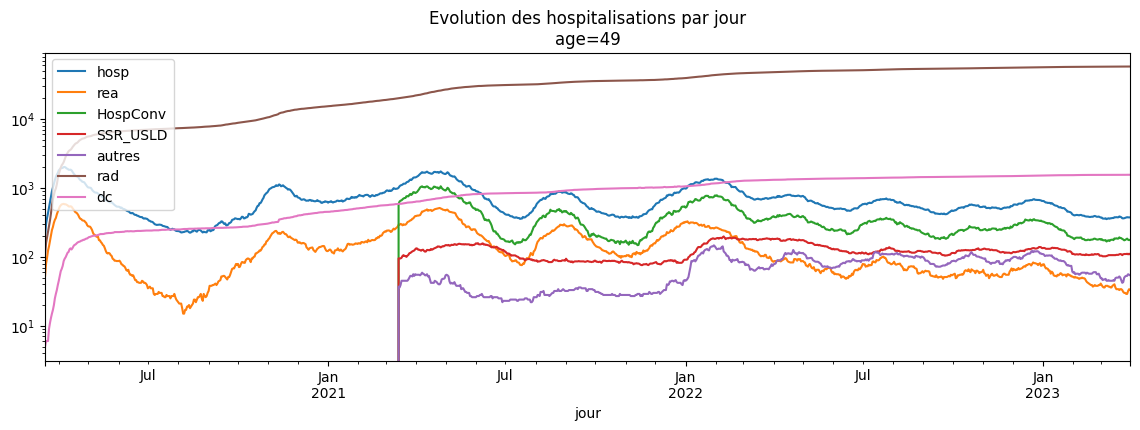 Evolution des hospitalisations par jour
age=49
hosp
rea
HospConv
SSR_USLD
autres
rad
dc
10^4
10^3
10^2
10^1
Jul
Jan
2021
Jul
Jan
2022
Jul
Jan
2023
jour